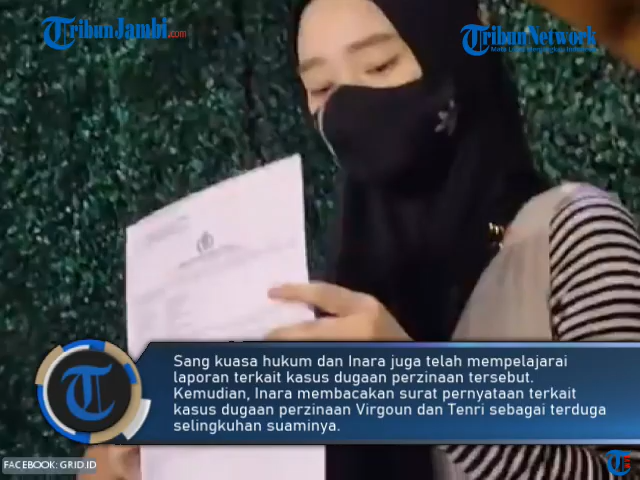 TribunJambi.com
TribunNetwork
Sang kuasa hukum dan Inara juga telah mempelajarai
laporan terkait kasus dugaan perzinaan tersebut.
Kemudian, Inara membacakan surat pernyataan terkait
kasus dugaan perzinaan Virgoun dan Tenri sebagai terduga
selingkuhan suaminya.
FACEBOOK: GRID.ID